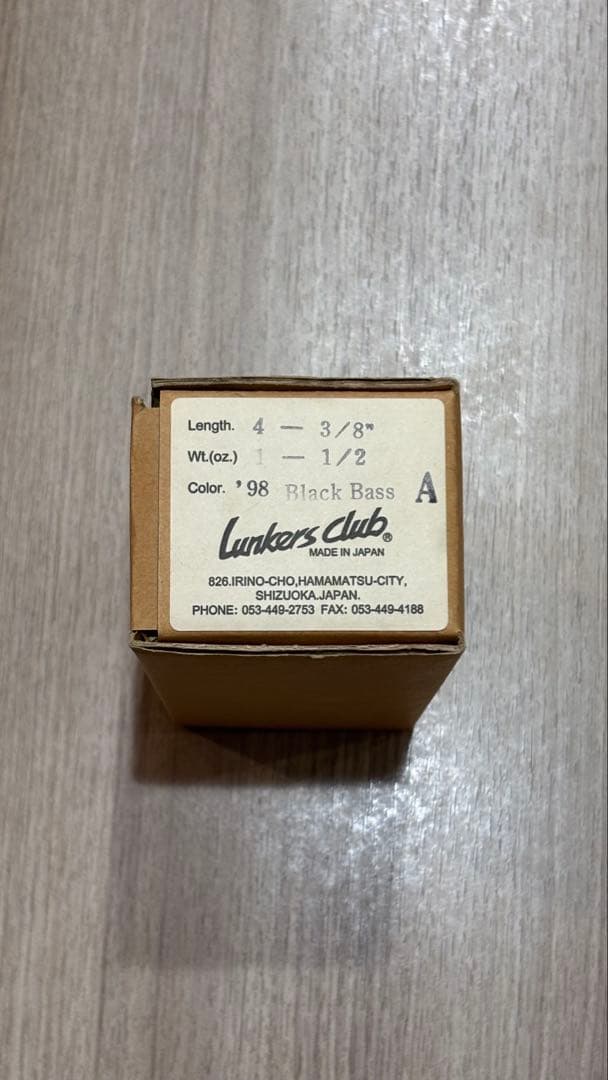 Length. 4 — 3/8"
Wt.(oz.) 1 — 1/2
Color. '98 Black Bass A
Lunkers Club®
MADE IN JAPAN
826.IRINO-CHO,HAMAMATSU-CITY,
SHIZUOKA.JAPAN.
PHONE: 053-449-2753 FAX: 053-449-4188